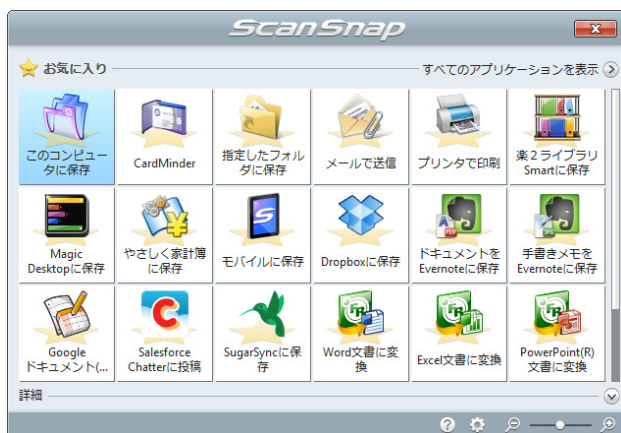 ScanSnap
お気に入り
すべてのアプリケーションを表示
このコンピュー
タに保存
CardMinder
指定したフォル
ダに保存
メールで送信
プリンタで印刷
楽２ライブラリ
Smartに保存
Magic
Desktopに保存
やさしく家計簿
に保存
モバイルに保存
Dropboxに保存
ドキュメントを
Evernoteに保存
手書きメモを
Evernoteに保存
Google
ドキュメント(...
Salesforce
Chatterに投稿
SugarSyncに保
存
Word文書に変
換
Excel文書に変換
PowerPoint(R)
文書に変換
詳細